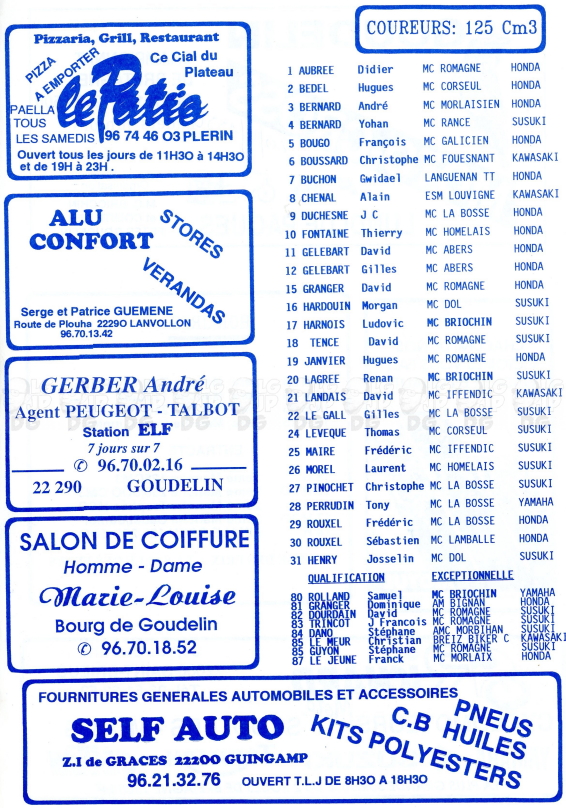 Pizzaria, Grill, Restaurant
PIZZA
A EMPORTER
Ce Cial du
Plateau
le Patio
PAELLA
TOUS
LES SAMEDIS
96 74 46 03 PLERIN
Ouvert tous les jours de 11H30 à 14H30
et de 19H à 23H.
ALU
CONFORT
STORES
VERANDAS
Serge et Patrice GUEMENE
Route de Plouha 22290 LANVOLLON
96.70.13.42
GERBER André
Agent PEUGEOT - TALBOT
Station ELF
7 jours sur 7
✆ 96.70.02.16
22 290 GOUDELIN
SALON DE COIFFURE
Homme - Dame
Marie-Louise
Bourg de Goudelin
✆ 96.70.18.52
COUREURS: 125 Cm3
1 AUBREE Didier MC ROMAGNE HONDA
2 BEDEL Hugues MC CORSEUL HONDA
3 BERNARD André MC MORLAISIEN HONDA
4 BERNARD Yohan MC RANCE SUSUKI
5 BOUGO François MC GALICIEN HONDA
6 BOUSSARD Christophe MC FOUESNANT KAWASAKI
7 BUCHON Gwidael LANGUENAN TT HONDA
8 CHENAL Alain ESM LOUVIGNE KAWASAKI
9 DUCHESNE J C MC LA BOSSE HONDA
10 FONTAINE Thierry MC HOMELAIS HONDA
11 GELEBART David MC ABERS HONDA
12 GELEBART Gilles MC ABERS HONDA
15 GRANGER David MC ROMAGNE HONDA
16 HARDOUIN Morgan MC DOL SUSUKI
17 HARNOIS Ludovic MC BRIOCHIN SUSUKI
18 TENCE David MC ROMAGNE SUSUKI
19 JANVIER Hugues MC ROMAGNE HONDA
20 LAGREE Renan MC BRIOCHIN SUSUKI
21 LANDAIS David MC IFFENDIC KAWASAKI
22 LE GALL Gilles MC LA BOSSE SUSUKI
24 LEVEQUE Thomas MC CORSEUL SUSUKI
25 MAIRE Frédéric MC IFFENDIC SUSUKI
26 MOREL Laurent MC HOMELAIS SUSUKI
27 PINOCHET Christophe MC LA BOSSE SUSUKI
28 PERRUDIN Tony MC LA BOSSE YAMAHA
29 ROUXEL Frédéric MC LA BOSSE HONDA
30 ROUXEL Sébastien MC LAMBALLE HONDA
31 HENRY Josselin MC DOL SUSUKI
QUALIFICATION EXCEPTIONNELLE
80 ROLLAND Samuel MC BRIOCHIN YAMAHA
81 GRANGER Dominique AM BIGNAN HONDA
82 DOURDAIN David MC ROMAGNE SUSUKI
83 TRINCOT J Francois MC ROMAGNE SUSUKI
84 DANO Stéphane AMC MORBIHAN SUSUKI
85 LE MEUR Christian BREIZ BIKER C KAWASAKI
85 GUYON Stéphane MC ROMAGNE SUSUKI
87 LE JEUNE Franck MC MORLAIX HONDA
FOURNITURES GENERALES AUTOMOBILES ET ACCESSOIRES
SELF AUTO
PNEUS
C.B HUILES
KITS POLYESTERS
Z.I de GRACES 22200 GUINGAMP
96.21.32.76 OUVERT T.L.J DE 8H30 A 18H30